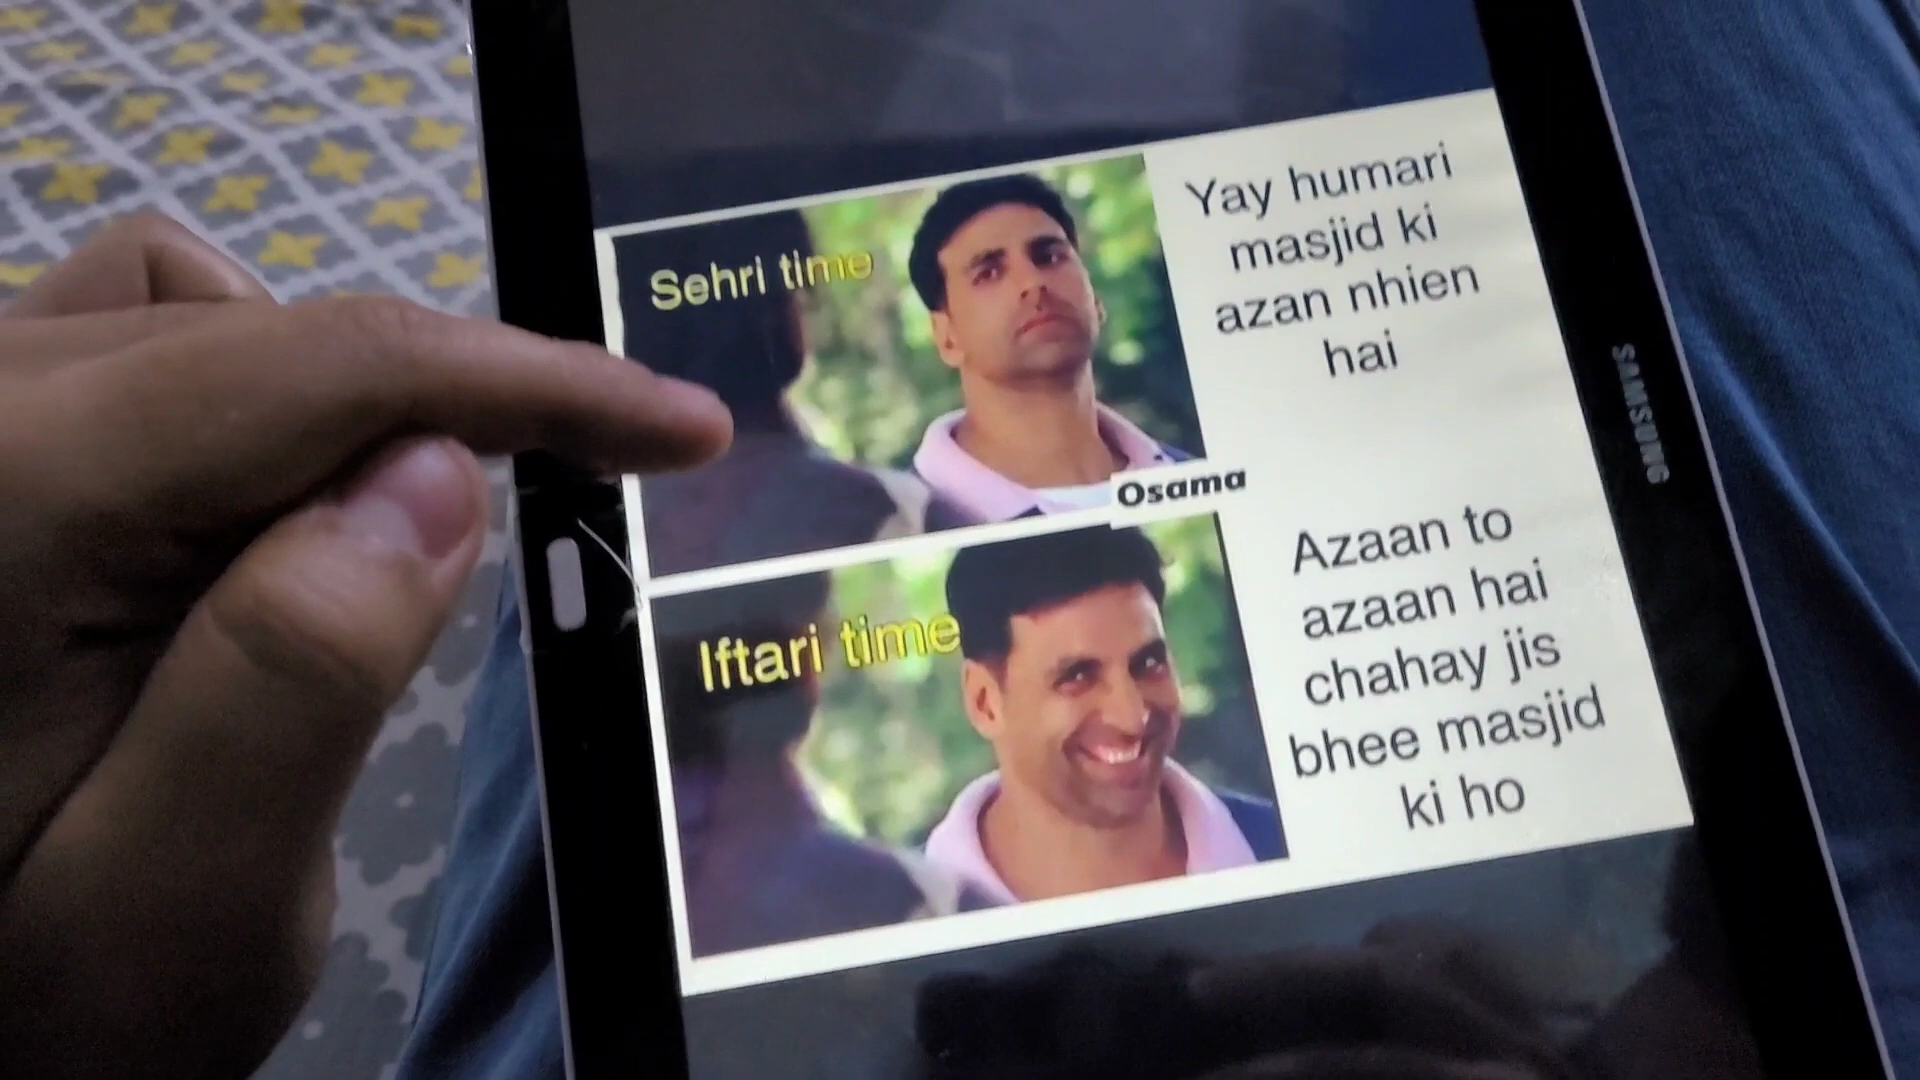 Sehri time
Yay humari
masjid ki
azan nhien
hai
Osama
Iftari time
Azaan to
azaan hai
chahay jis
bhee masjid
ki ho
SAMSUNG